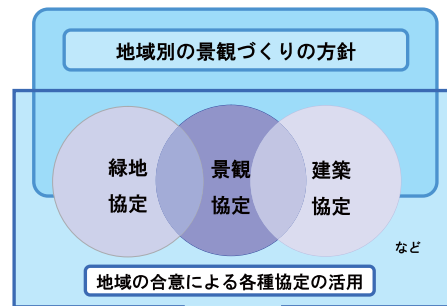 地域別の景観づくりの方針
緑地
協定
景観
協定
建築
協定
など
地域の合意による各種協定の活用